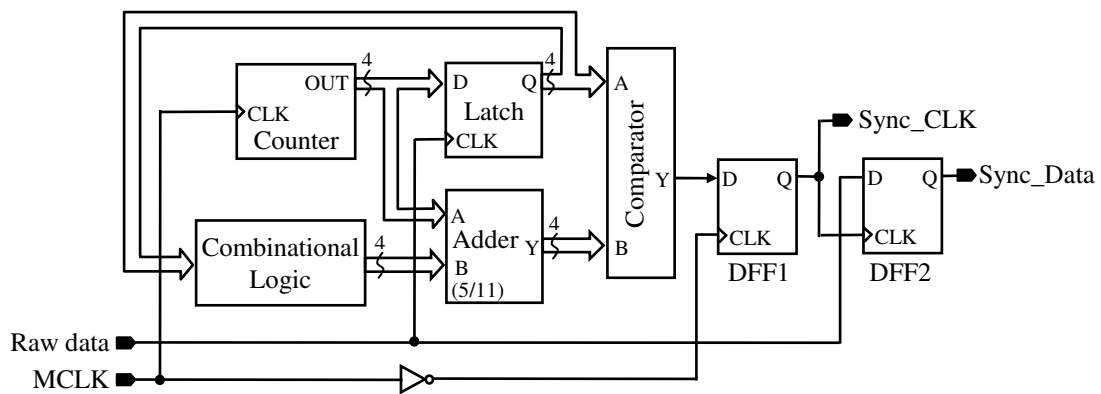 4
4
OUT
D
Q
A
Sync_CLK
CLK
Counter
Latch
CLK
Comparator
Y
D
Q
D
Q
Sync_Data
A
Adder
Y
4
B
Combinational
Logic
4
B
(5/11)
CLK
CLK
DFF1
DFF2
Raw data
MCLK